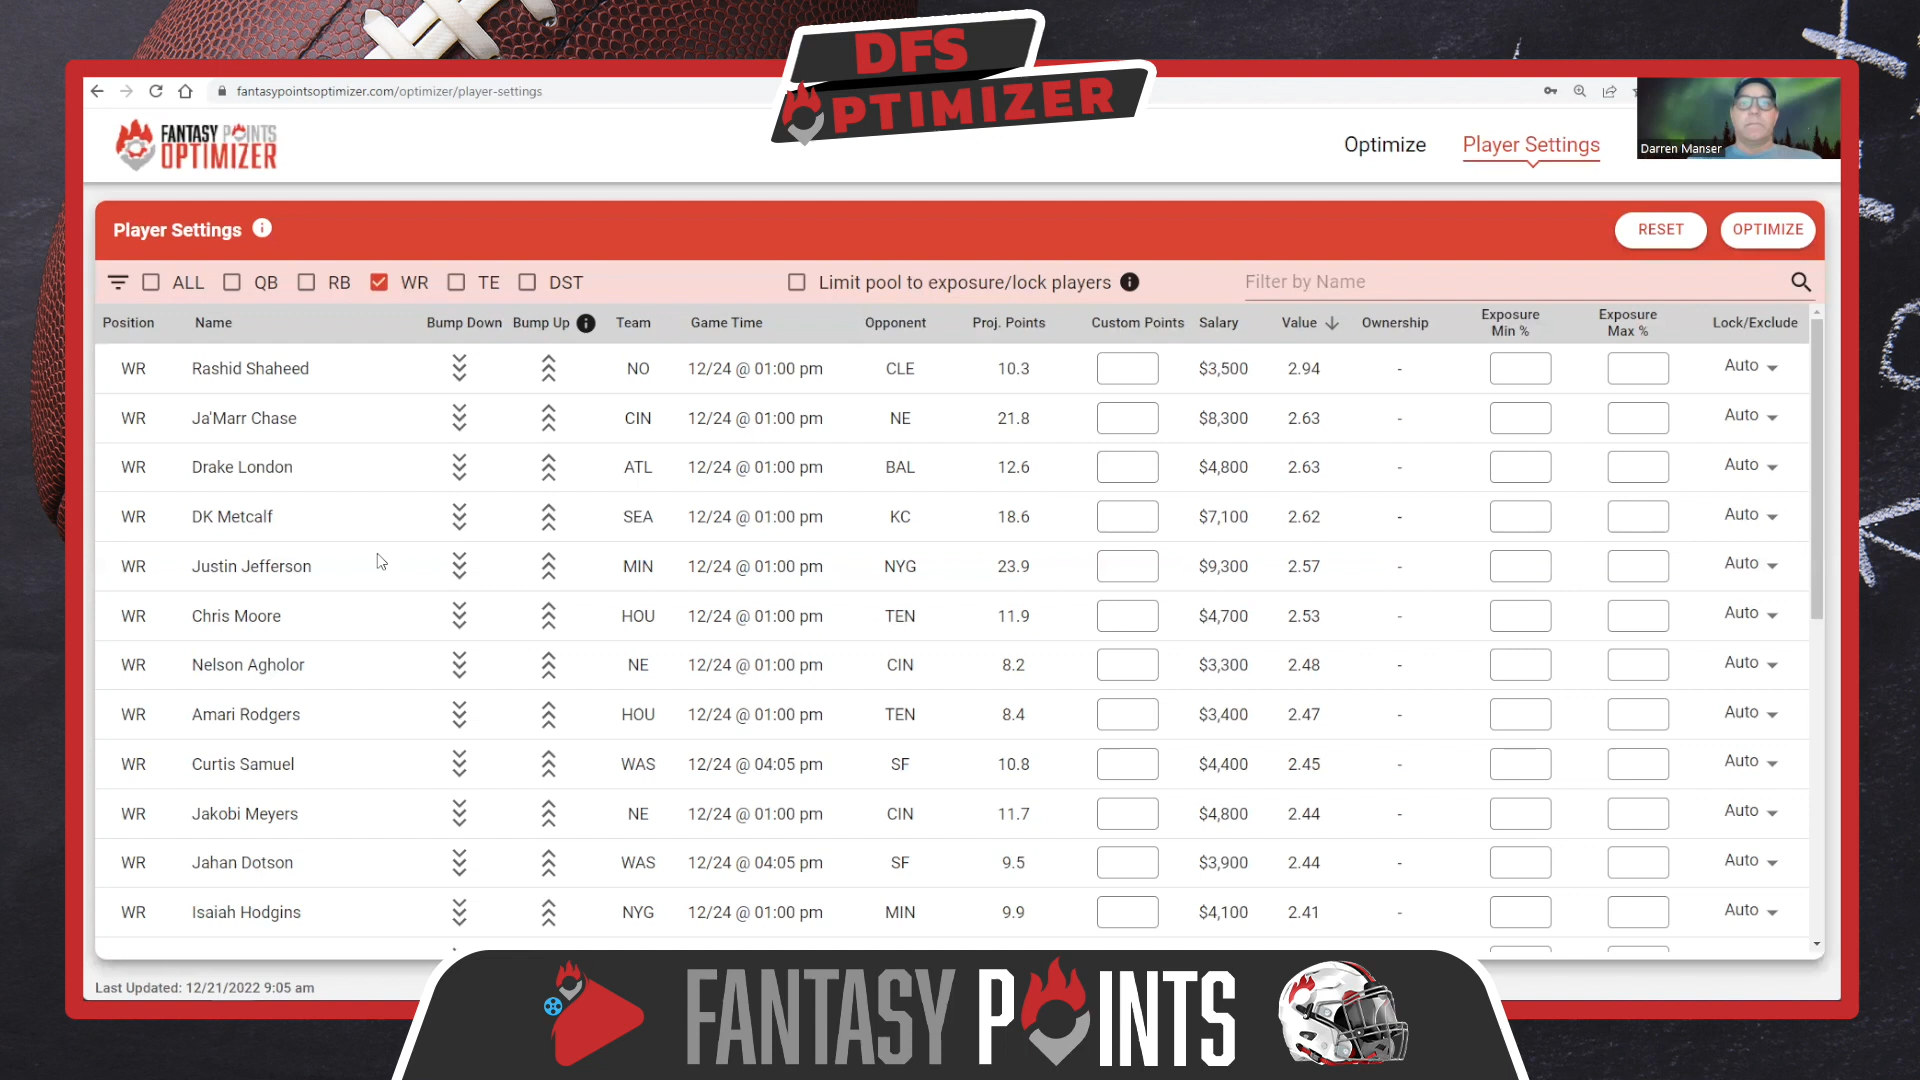 DFS
OPTIMIZER
fantasypointsoptimizer.com/optimizer/player-settings
FANTASY POINTS
OPTIMIZER
Optimize Player Settings
Darren Manser
Player Settings RESET OPTIMIZE
ALL QB RB WR TE DST Limit pool to exposure/lock players Filter by Name
Position Name Bump Down Bump Up Team Game Time Opponent Proj. Points Custom Points Salary Value Ownership Exposure Min % Exposure Max % Lock/Exclude
WR Rashid Shaheed NO 12/24 @ 01:00 pm CLE 10.3 $3,500 2.94 - Auto
WR Ja'Marr Chase CIN 12/24 @ 01:00 pm NE 21.8 $8,300 2.63 - Auto
WR Drake London ATL 12/24 @ 01:00 pm BAL 12.6 $4,800 2.63 - Auto
WR DK Metcalf SEA 12/24 @ 01:00 pm KC 18.6 $7,100 2.62 - Auto
WR Justin Jefferson MIN 12/24 @ 01:00 pm NYG 23.9 $9,300 2.57 - Auto
WR Chris Moore HOU 12/24 @ 01:00 pm TEN 11.9 $4,700 2.53 - Auto
WR Nelson Agholor NE 12/24 @ 01:00 pm CIN 8.2 $3,300 2.48 - Auto
WR Amari Rodgers HOU 12/24 @ 01:00 pm TEN 8.4 $3,400 2.47 - Auto
WR Curtis Samuel WAS 12/24 @ 04:05 pm SF 10.8 $4,400 2.45 - Auto
WR Jakobi Meyers NE 12/24 @ 01:00 pm CIN 11.7 $4,800 2.44 - Auto
WR Jahan Dotson WAS 12/24 @ 04:05 pm SF 9.5 $3,900 2.44 - Auto
WR Isaiah Hodgins NYG 12/24 @ 01:00 pm MIN 9.9 $4,100 2.41 - Auto
Last Updated: 12/21/2022 9:05 am
FANTASY POINTS